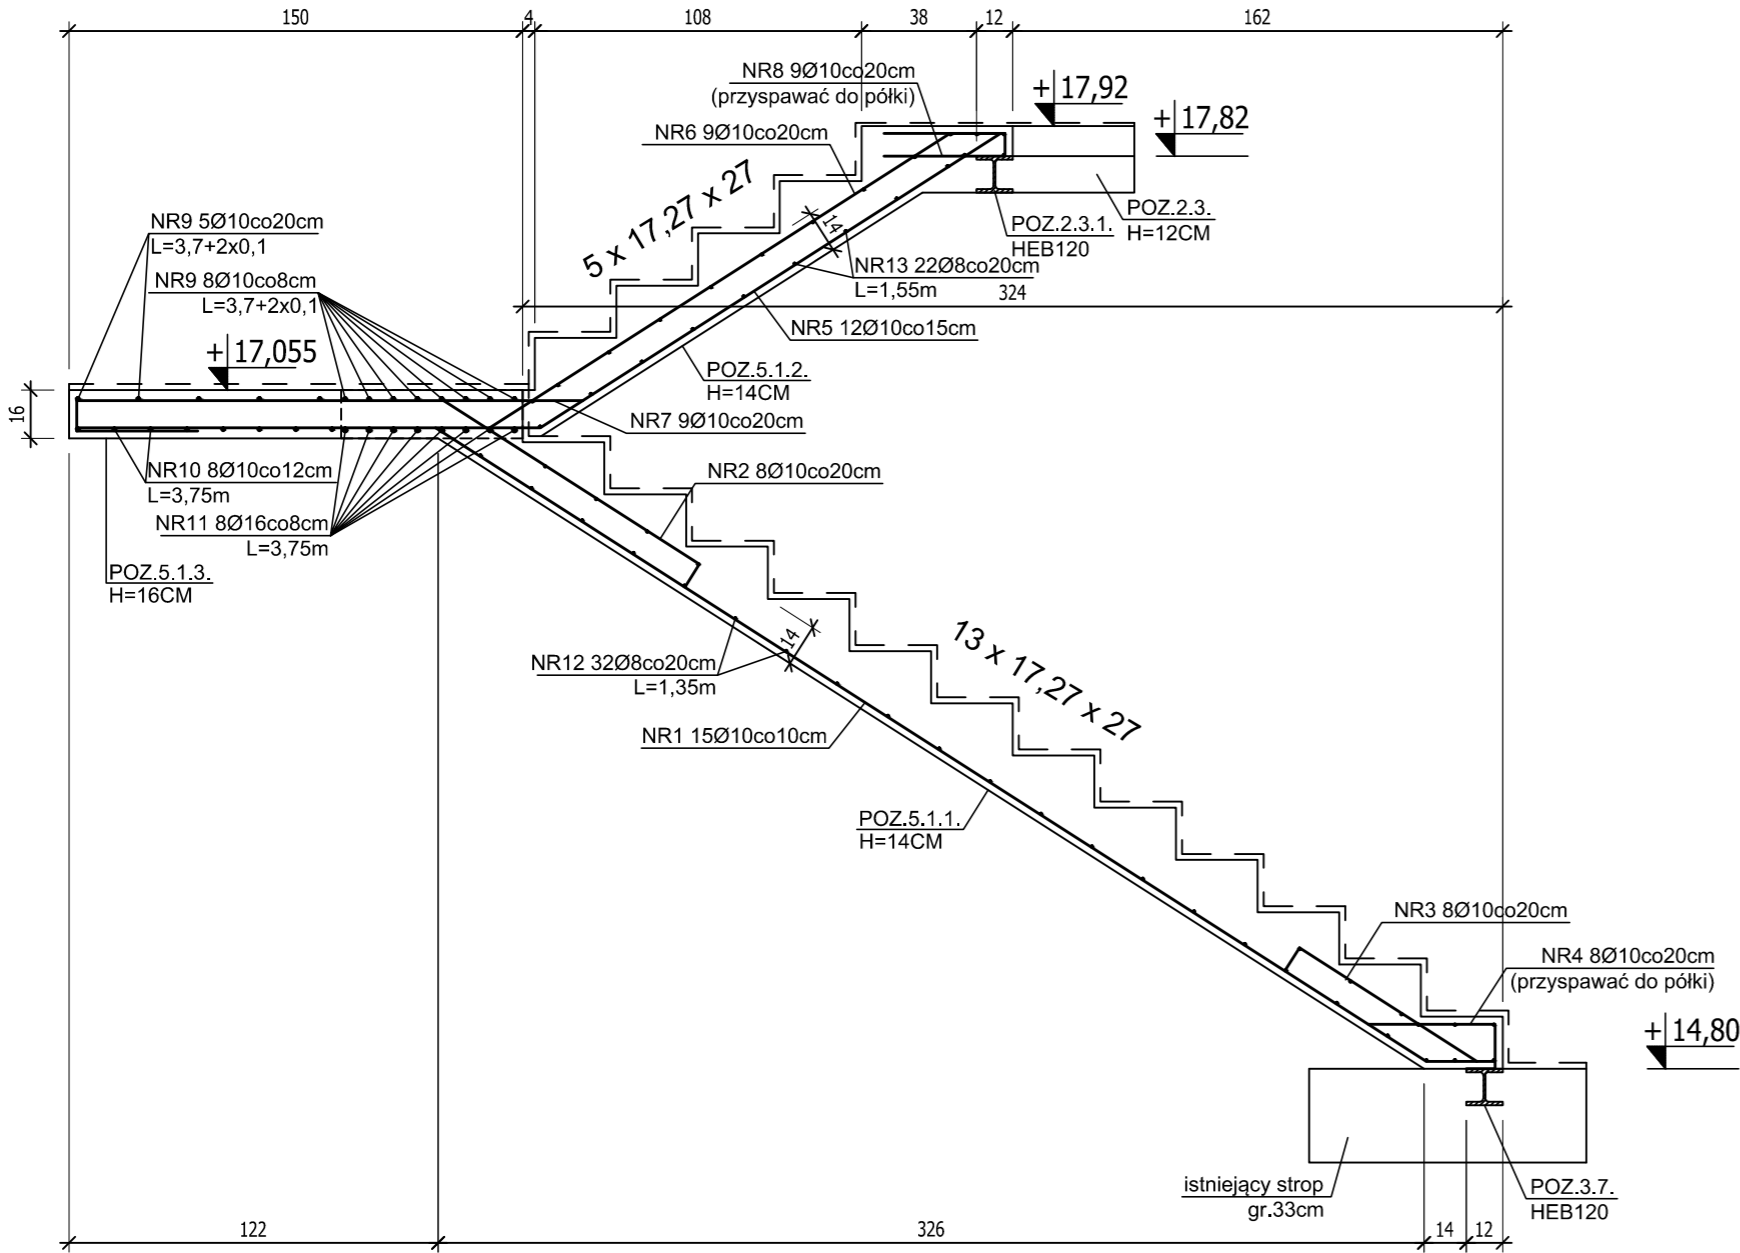 150
4
108
38
12
162
NR8 9Ø10co20cm
(przyspawać do półki)
+ 17,92
+ 17,82
NR6 9Ø10co20cm
5 x 17,27 x 27
POZ.2.3.
H=12CM
POZ.2.3.1.
HEB120
NR9 5Ø10co20cm
L=3,7+2x0,1
14
NR13 22Ø8co20cm
L=1,55m
NR9 8Ø10co8cm
L=3,7+2x0,1
324
NR5 12Ø10co15cm
+ 17,055
POZ.5.1.2.
H=14CM
16
NR7 9Ø10co20cm
NR10 8Ø10co12cm
L=3,75m
NR2 8Ø10co20cm
NR11 8Ø16co8cm
L=3,75m
POZ.5.1.3.
H=16CM
14
13 x 17,27 x 27
NR12 32Ø8co20cm
L=1,35m
NR1 15Ø10co10cm
POZ.5.1.1.
H=14CM
NR3 8Ø10co20cm
NR4 8Ø10co20cm
(przyspawać do półki)
+ 14,80
istniejący strop
gr.33cm
POZ.3.7.
HEB120
122
326
14
12